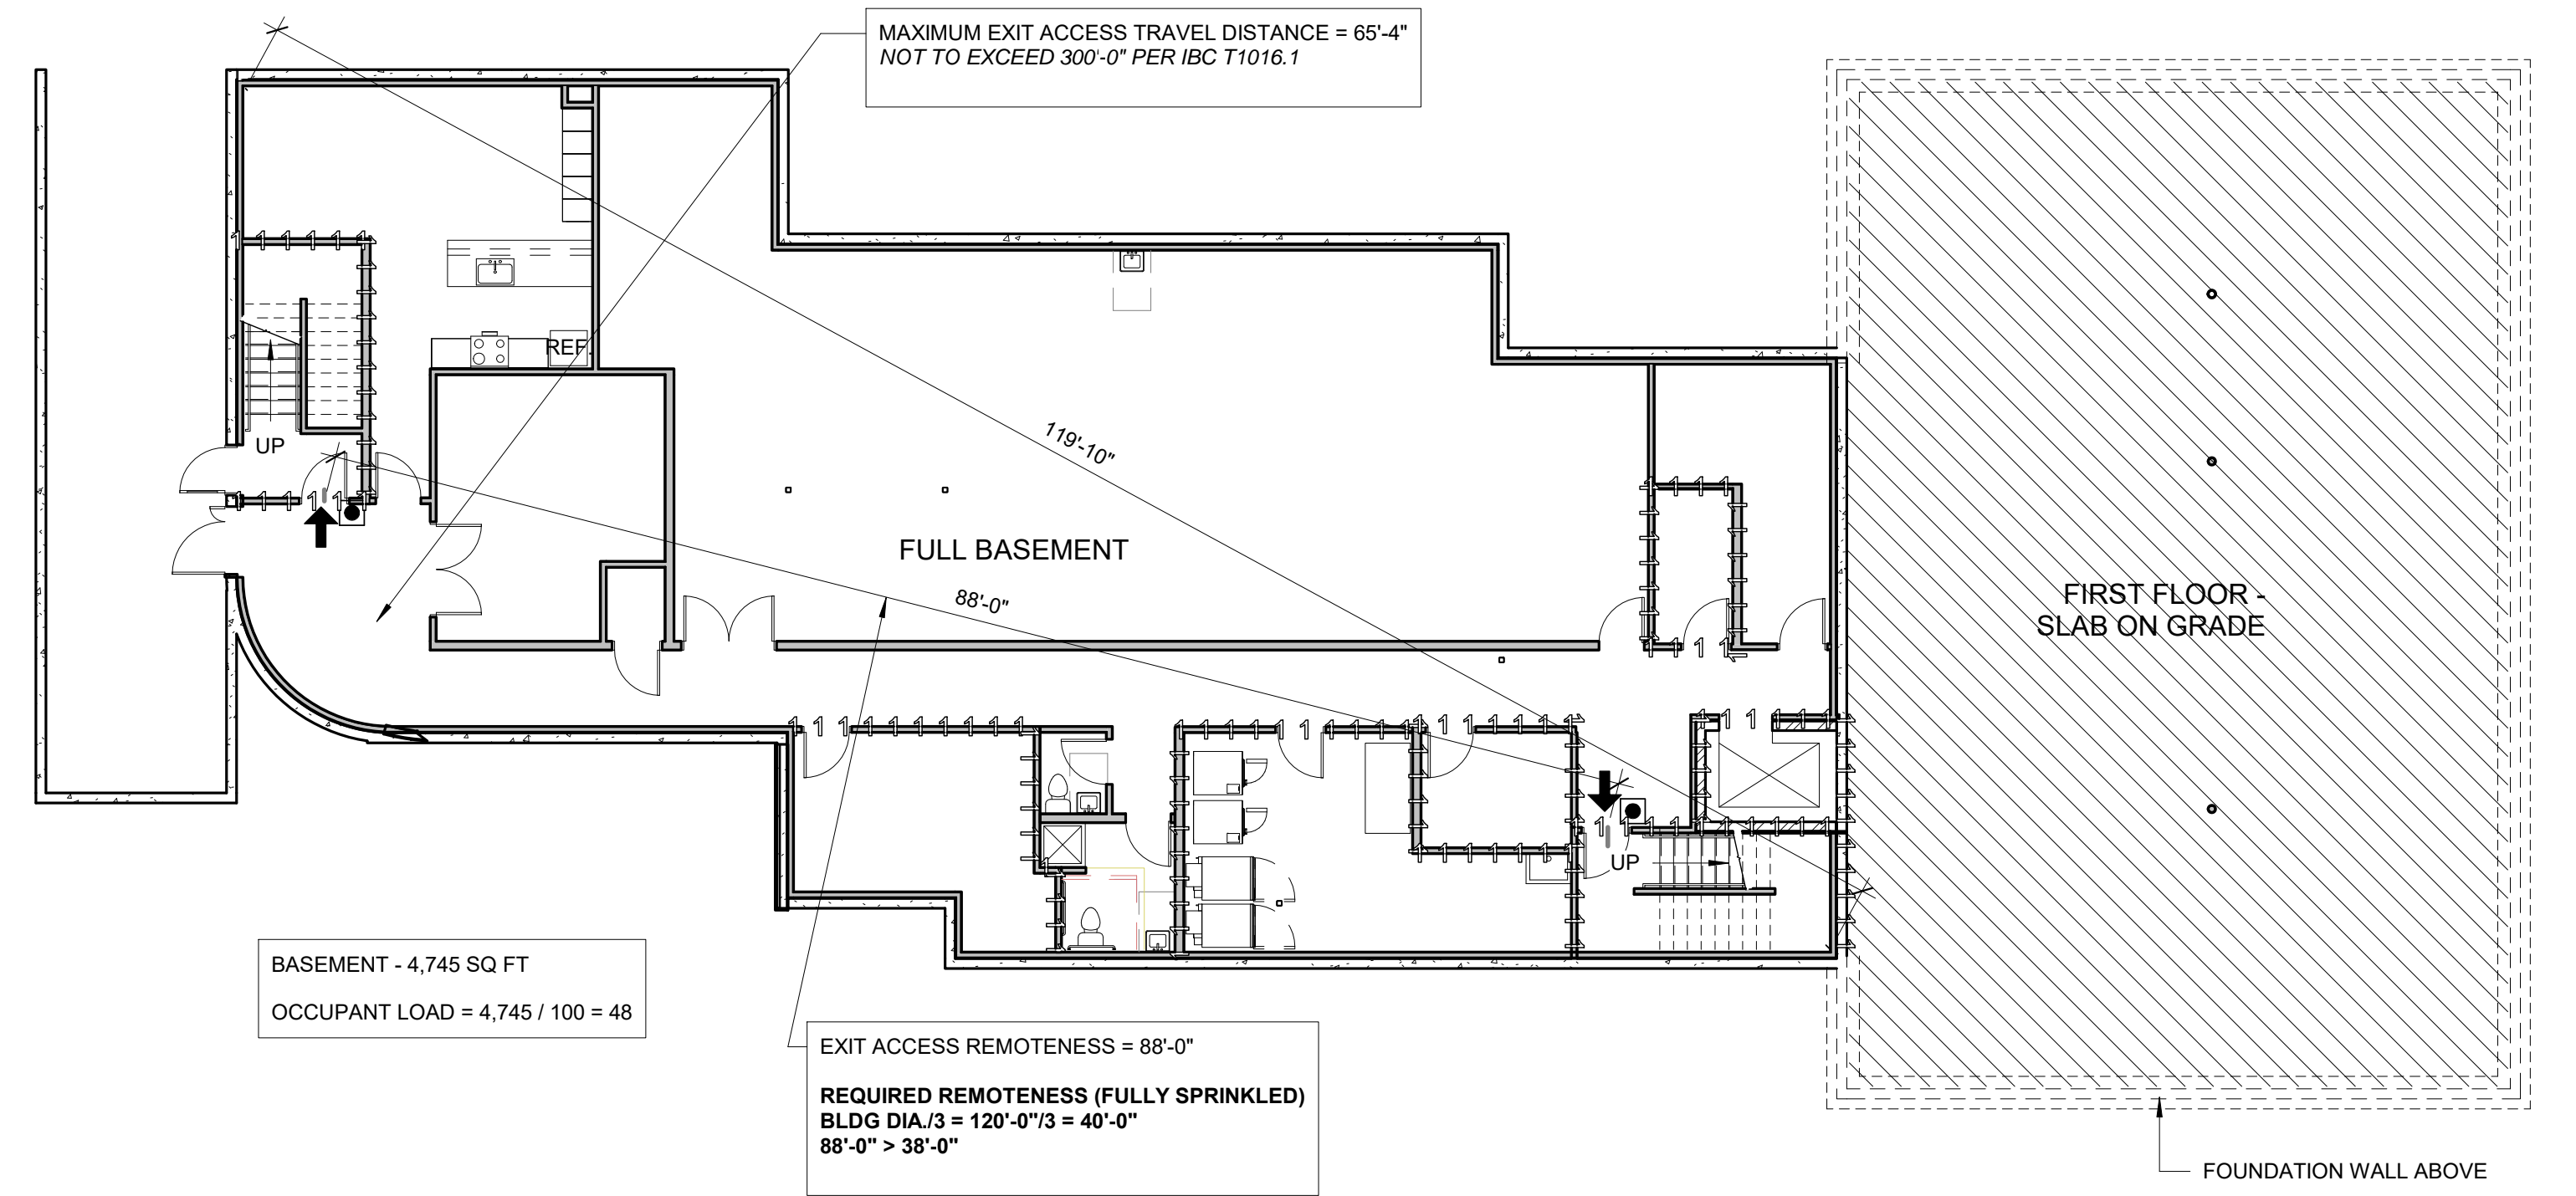 MAXIMUM EXIT ACCESS TRAVEL DISTANCE = 65'-4"
NOT TO EXCEED 300'-0" PER IBC T1016.1
REF.
119'-10"
UP
FULL BASEMENT
88'-0"
FIRST FLOOR -
SLAB ON GRADE
UP
BASEMENT - 4,745 SQ FT
OCCUPANT LOAD = 4,745 / 100 = 48
EXIT ACCESS REMOTENESS = 88'-0"
REQUIRED REMOTENESS (FULLY SPRINKLED)
BLDG DIA./3 = 120'-0"/3 = 40'-0"
88'-0" > 38'-0"
FOUNDATION WALL ABOVE